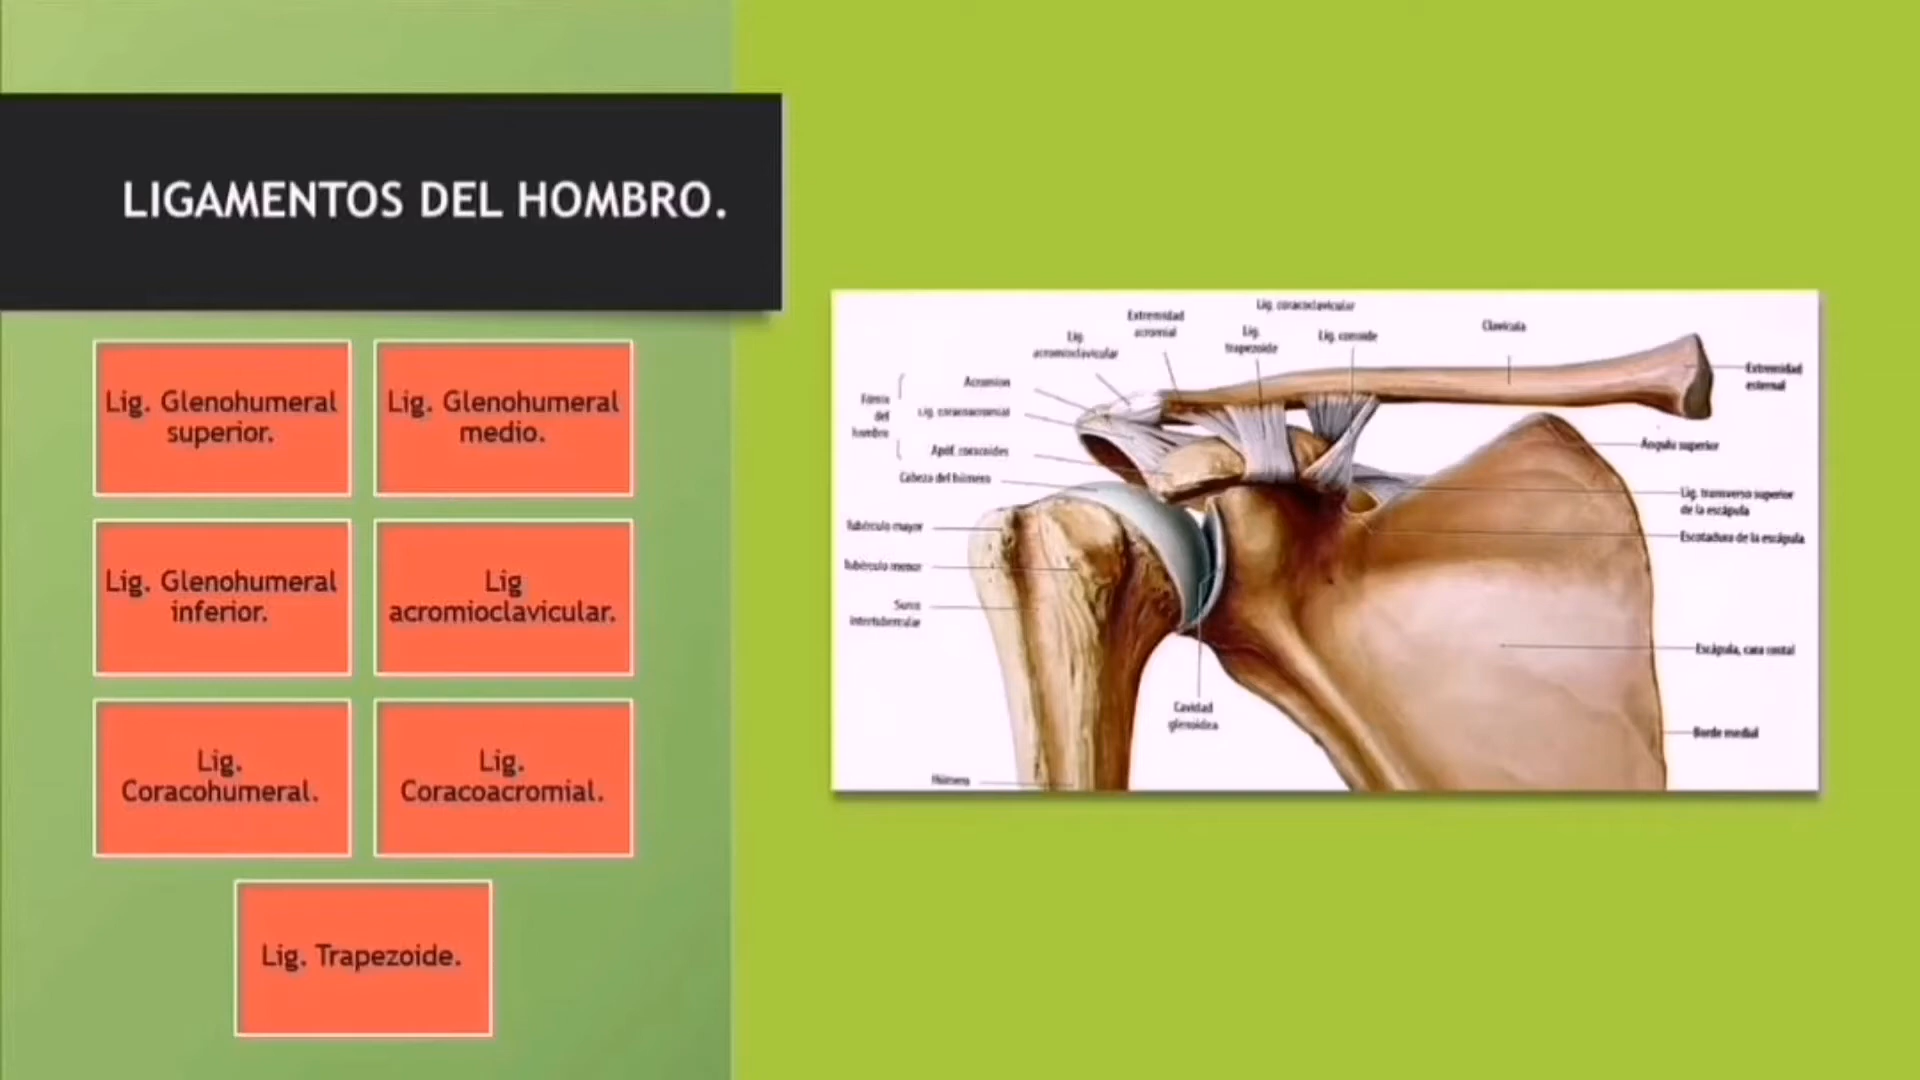 LIGAMENTOS DEL HOMBRO.
Lig. Glenohumeral
superior.
Lig. Glenohumeral
medio.
Lig. Glenohumeral
inferior.
Lig
acromioclavicular.
Lig.
Coracohumeral.
Lig.
Coracoacromial.
Lig. Trapezoide.
Lig. coracoclavicular
Extremidad
acromial
Lig.
acromioclavicular
Lig.
trapezoide
Lig. conoide
Clavícula
Extremidad
esternal
Acromion
Fórnix
del
hombro
Lig. coracoacromial
Apóf. coracoides
Cabeza del húmero
Ángulo superior
Lig. transverso superior
de la escápula
Escotadura de la escápula
Tubérculo mayor
Tubérculo menor
Surco
intertubercular
Escápula, cara costal
Cavidad
glenoidea
Borde medial
Húmero